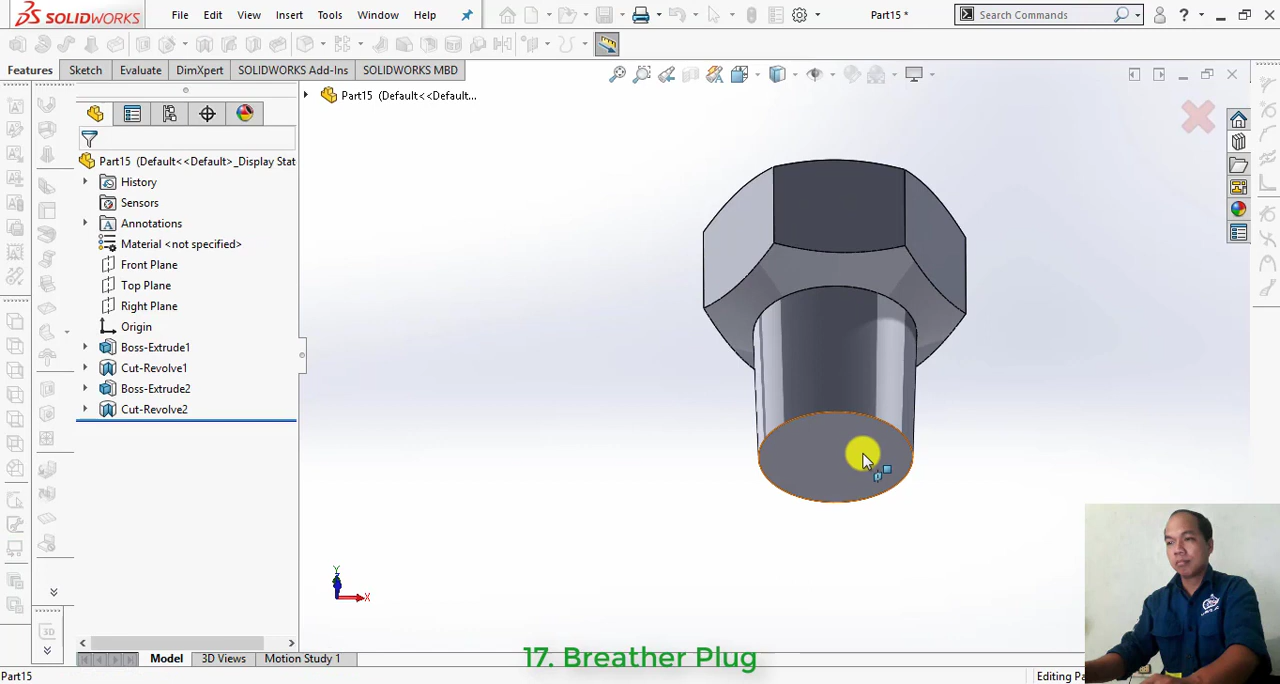 SOLIDWORKS
File
Edit
View
Insert
Tools
Window
Help
Part15 *
Search Commands
?
Features
Sketch
Evaluate
DimXpert
SOLIDWORKS Add-Ins
SOLIDWORKS MBD
Part15 (Default<<Default...
Part15 (Default<<Default>_Display Stat
History
Sensors
Annotations
Material <not specified>
Front Plane
Top Plane
Right Plane
Origin
Boss-Extrude1
Cut-Revolve1
Boss-Extrude2
Cut-Revolve2
Y
X
3D
Model
3D Views
Motion Study 1
17. Breather Plug
Part15
Editing Pa